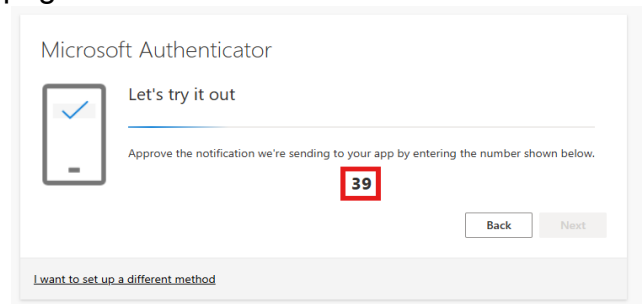 Microsoft Authenticator
Let's try it out
Approve the notification we're sending to your app by entering the number shown below.
39
Back Next
I want to set up a different method